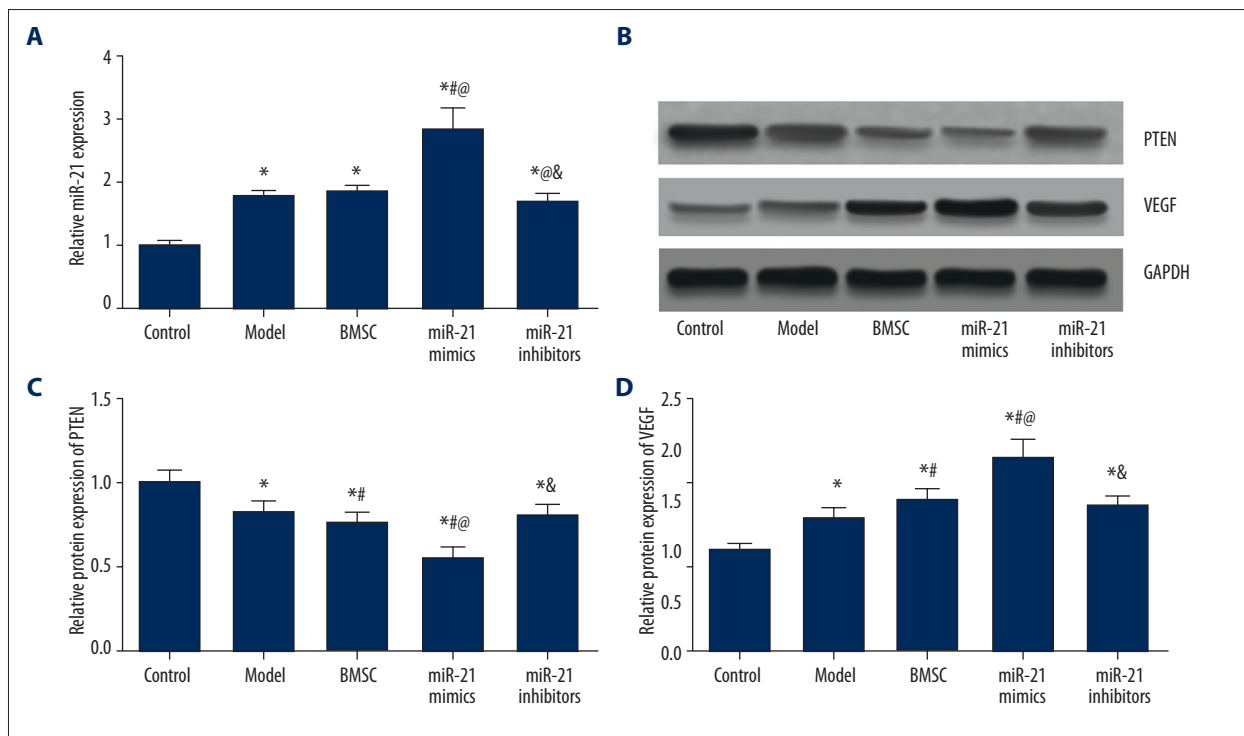 A
Relative miR-21 expression
4
3
2
1
0
*
*
*#@
*@&
Control
Model
BMSC
miR-21
mimics
miR-21
inhibitors
B
PTEN
VEGF
GAPDH
Control
Model
BMSC
miR-21
mimics
miR-21
inhibitors
C
Relative protein expression of PTEN
1.5
1.0
0.5
0.0
*
*#
*#@
*&
Control
Model
BMSC
miR-21
mimics
miR-21
inhibitors
D
Relative protein expression of VEGF
2.5
2.0
1.5
1.0
0.5
0.0
*
*#
*#@
*&
Control
Model
BMSC
miR-21
mimics
miR-21
inhibitors